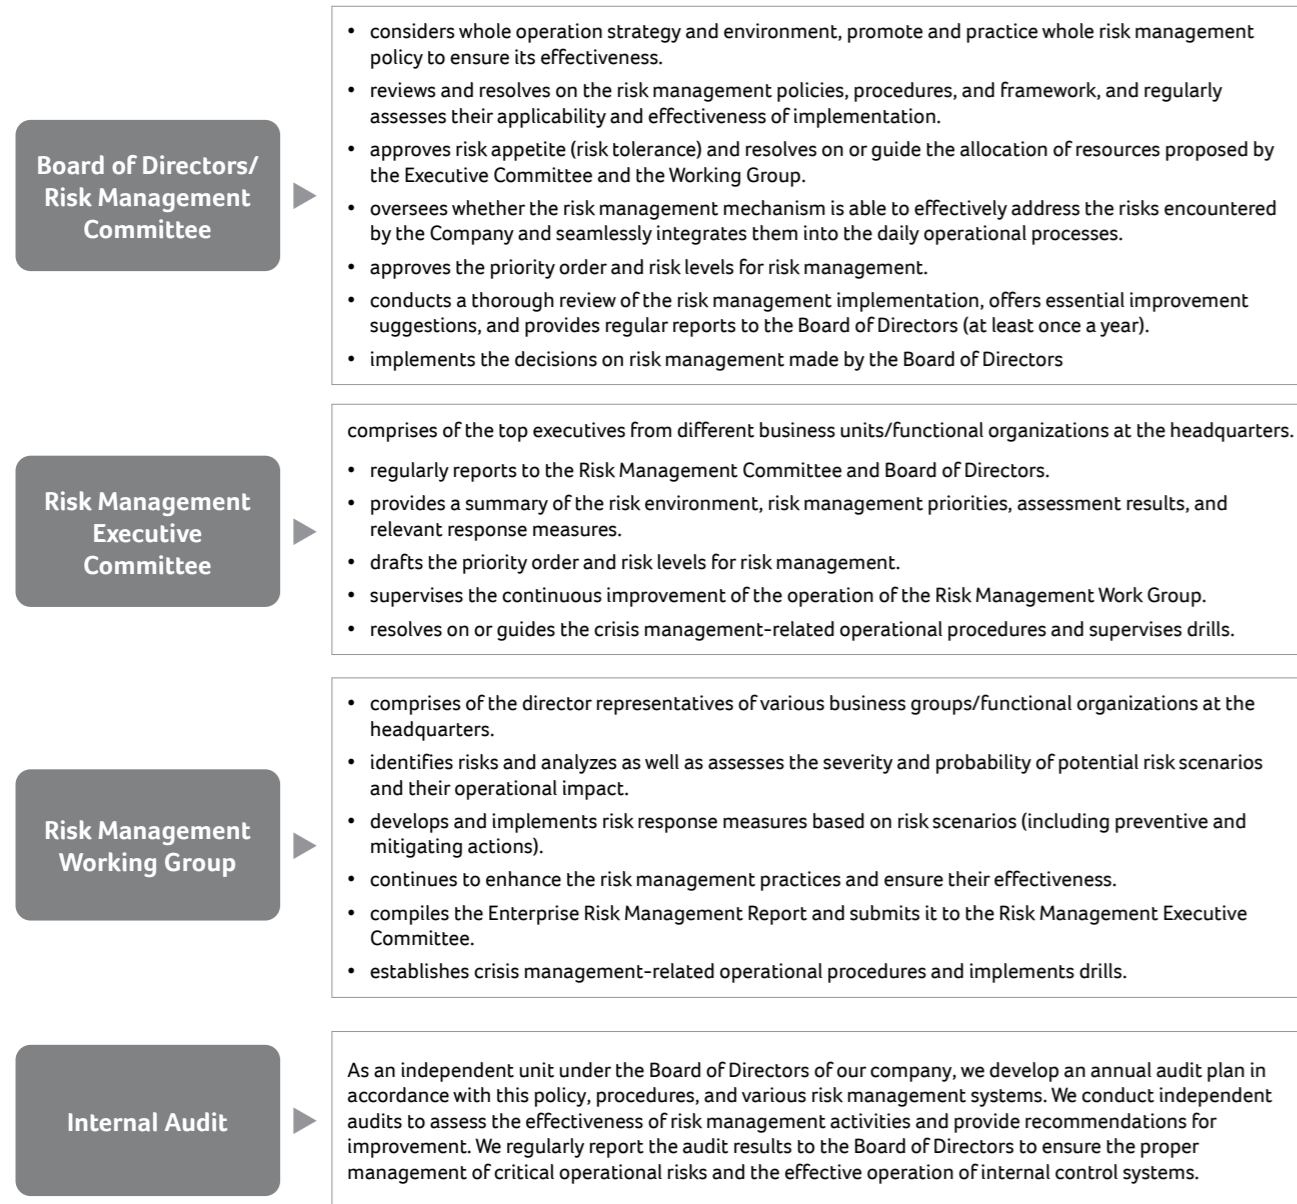 Board of Directors/
Risk Management
Committee
• considers whole operation strategy and environment, promote and practice whole risk management
policy to ensure its effectiveness.
• reviews and resolves on the risk management policies, procedures, and framework, and regularly
assesses their applicability and effectiveness of implementation.
• approves risk appetite (risk tolerance) and resolves on or guide the allocation of resources proposed by
the Executive Committee and the Working Group.
• oversees whether the risk management mechanism is able to effectively address the risks encountered
by the Company and seamlessly integrates them into the daily operational processes.
• approves the priority order and risk levels for risk management.
• conducts a thorough review of the risk management implementation, offers essential improvement
suggestions, and provides regular reports to the Board of Directors (at least once a year).
• implements the decisions on risk management made by the Board of Directors
Risk Management
Executive
Committee
comprises of the top executives from different business units/functional organizations at the headquarters.
• regularly reports to the Risk Management Committee and Board of Directors.
• provides a summary of the risk environment, risk management priorities, assessment results, and
relevant response measures.
• drafts the priority order and risk levels for risk management.
• supervises the continuous improvement of the operation of the Risk Management Work Group.
• resolves on or guides the crisis management-related operational procedures and supervises drills.
Risk Management
Working Group
• comprises of the director representatives of various business groups/functional organizations at the
headquarters.
• identifies risks and analyzes as well as assesses the severity and probability of potential risk scenarios
and their operational impact.
• develops and implements risk response measures based on risk scenarios (including preventive and
mitigating actions).
• continues to enhance the risk management practices and ensure their effectiveness.
• compiles the Enterprise Risk Management Report and submits it to the Risk Management Executive
Committee.
• establishes crisis management-related operational procedures and implements drills.
Internal Audit
As an independent unit under the Board of Directors of our company, we develop an annual audit plan in
accordance with this policy, procedures, and various risk management systems. We conduct independent
audits to assess the effectiveness of risk management activities and provide recommendations for
improvement. We regularly report the audit results to the Board of Directors to ensure the proper
management of critical operational risks and the effective operation of internal control systems.